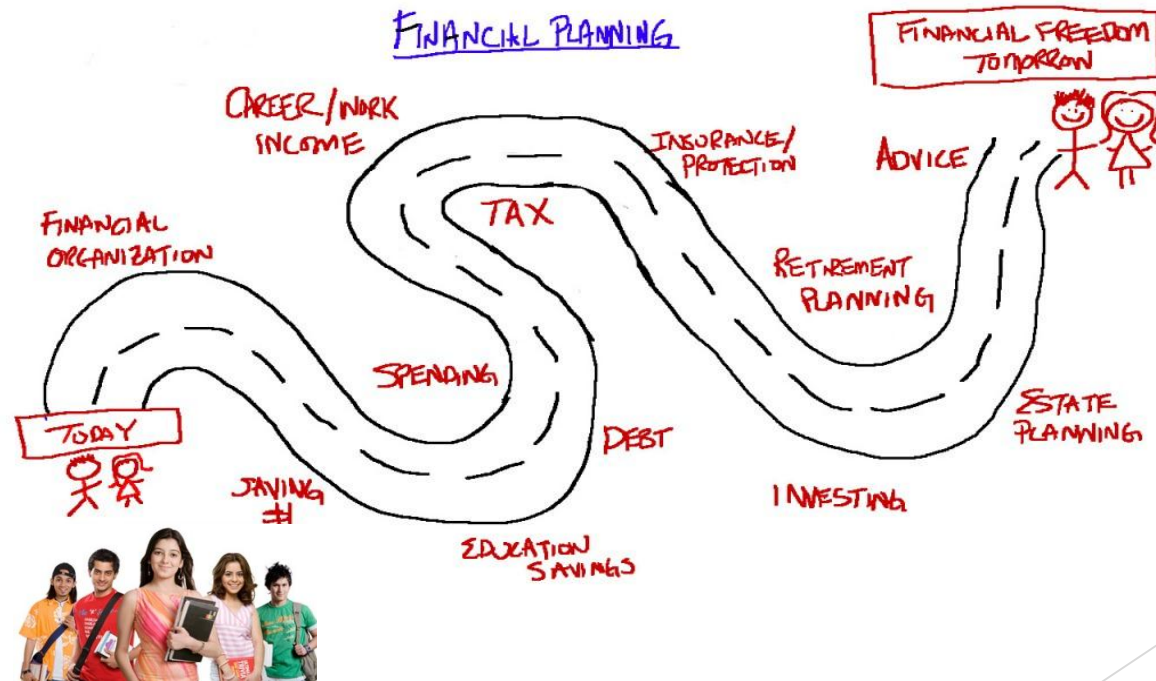 FINANCIAL PLANNING
FINANCIAL FREEDOM
TOMORROW
CAREER/WORK
INCOME
INSURANCE/
PROTECTION
ADVICE
TAX
FINANCIAL
ORGANIZATION
RETIREMENT
PLANNING
SPENDING
TODAY
DEBT
ESTATE
PLANNING
SAVING
#1
INVESTING
EDUCATION
SAVINGS